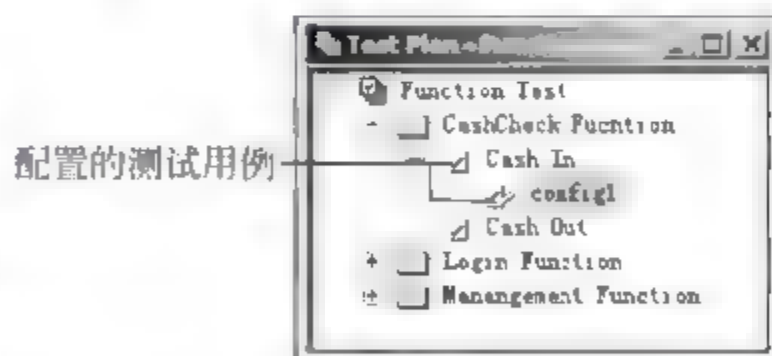 Test Plan -
Function Test
CashCheck Fucntion
配置的测试用例
Cash In
config1
Cash Out
Login Function
Manangement Function